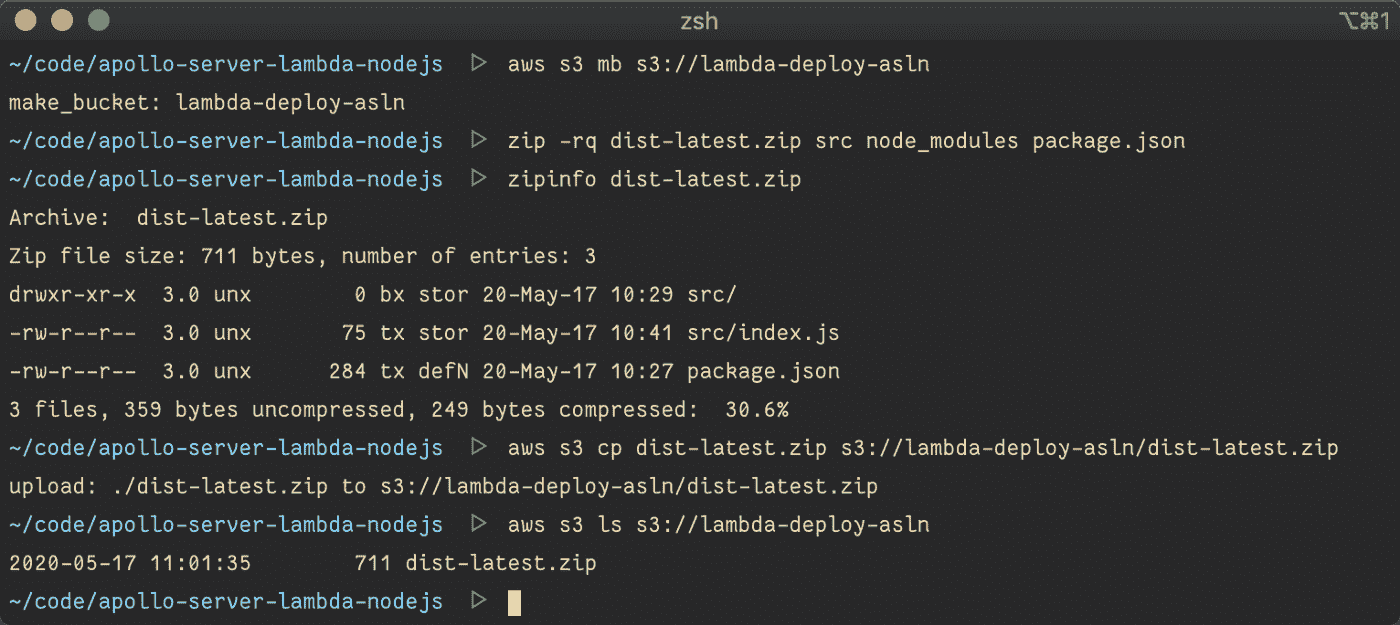 zsh
⌥⌘1
~/code/apollo-server-lambda-nodejs ▷ aws s3 mb s3://lambda-deploy-asln
make_bucket: lambda-deploy-asln
~/code/apollo-server-lambda-nodejs ▷ zip -rq dist-latest.zip src node_modules package.json
~/code/apollo-server-lambda-nodejs ▷ zipinfo dist-latest.zip
Archive:  dist-latest.zip
Zip file size: 711 bytes, number of entries: 3
drwxr-xr-x  3.0 unx        0 bx stor 20-May-17 10:29 src/
-rw-r--r--  3.0 unx       75 tx stor 20-May-17 10:41 src/index.js
-rw-r--r--  3.0 unx      284 tx defN 20-May-17 10:27 package.json
3 files, 359 bytes uncompressed, 249 bytes compressed:  30.6%
~/code/apollo-server-lambda-nodejs ▷ aws s3 cp dist-latest.zip s3://lambda-deploy-asln/dist-latest.zip
upload: ./dist-latest.zip to s3://lambda-deploy-asln/dist-latest.zip
~/code/apollo-server-lambda-nodejs ▷ aws s3 ls s3://lambda-deploy-asln
2020-05-17 11:01:35        711 dist-latest.zip
~/code/apollo-server-lambda-nodejs ▷